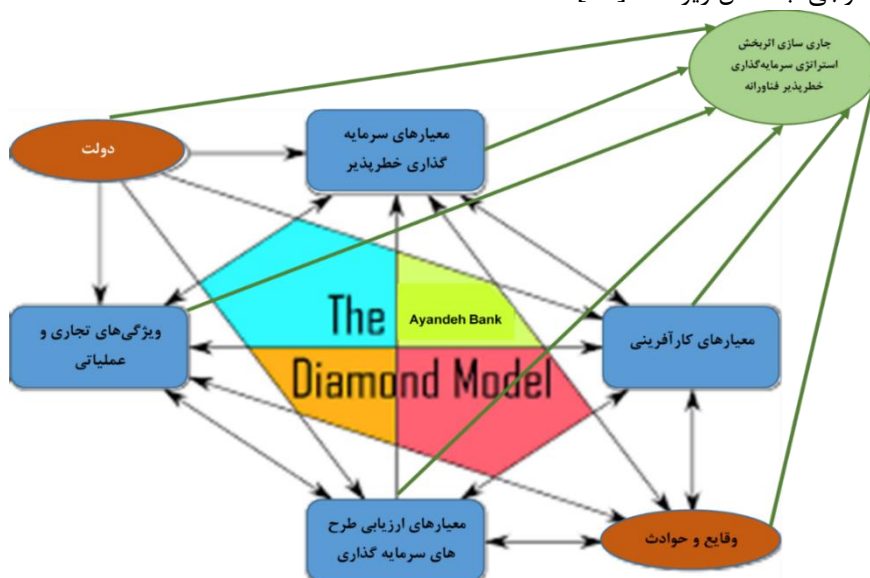 جاری سازی اثربخش
استراتژی سرمایه‌گذاری
خطرپذیر فناورانه
معیارهای سرمایه
گذاری خطرپذیر
دولت
The
Ayandeh Bank
معیارهای کارآفرینی
ویژگی‌های تجاری و
عملیاتی
Diamond Model
معیارهای ارزیابی طرح
های سرمایه گذاری
وقایع و حوادث